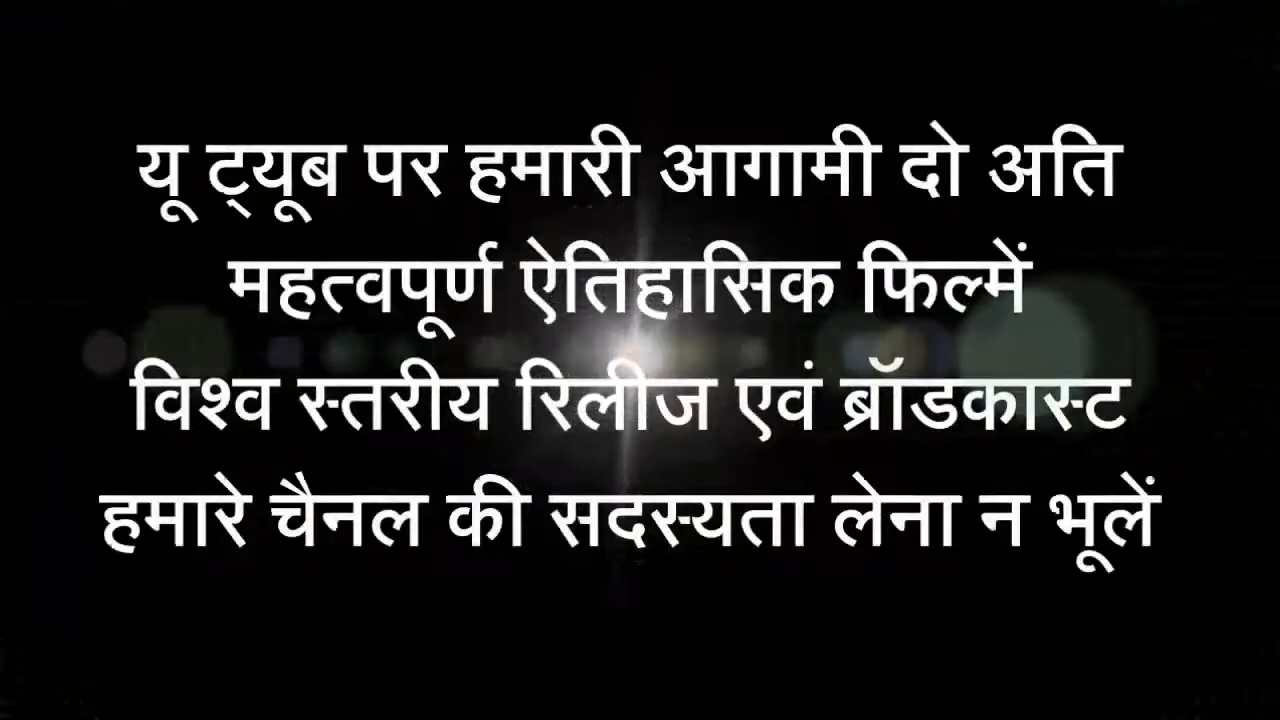 यू ट्यूब पर हमारी आगामी दो अति
महत्वपूर्ण ऐतिहासिक फिल्में
विश्व स्तरीय रिलीज एवं ब्रॉडकास्ट
हमारे चैनल की सदस्यता लेना न भूलें